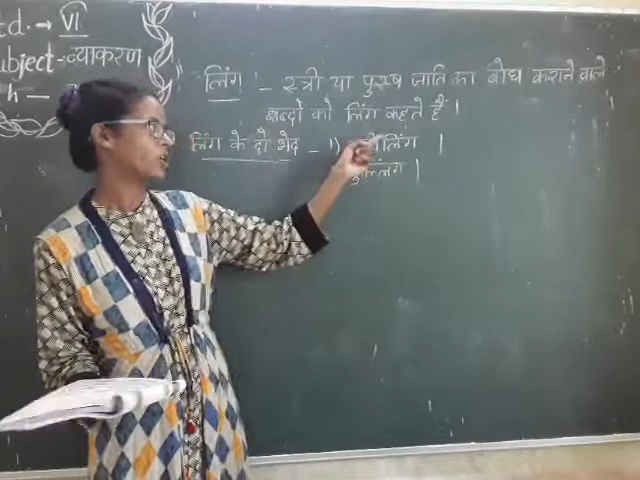 td. → VI
ubject - व्याकरण
h —
लिंग :- स्त्री या पुरुष जाति का बोध कराने वाले
शब्दों को लिंग कहते हैं ।
लिंग के दो भेद - 1) लिंग ।
ल्लिंग ।